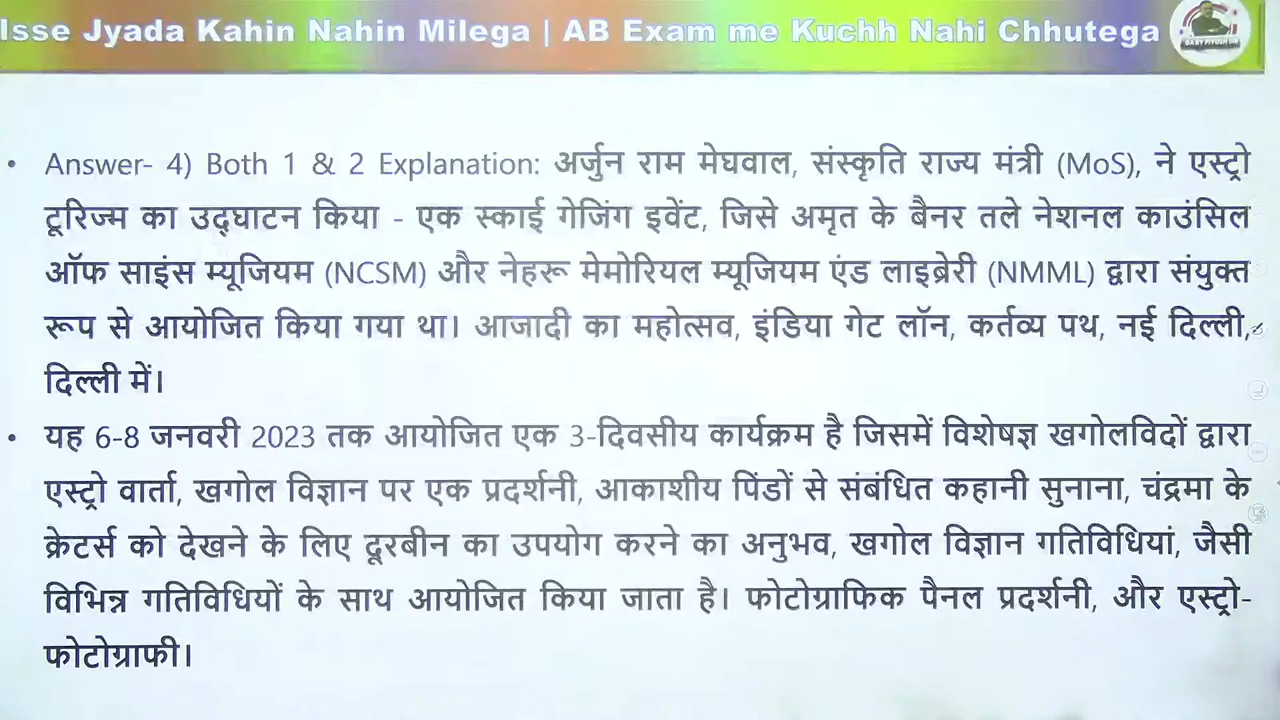 Isse Jyada Kahin Nahin Milega | AB Exam me Kuchh Nahi Chhutega
• Answer- 4) Both 1 & 2 Explanation: अर्जुन राम मेघवाल, संस्कृति राज्य मंत्री (MoS), ने एस्ट्रो
टूरिज्म का उद्घाटन किया - एक स्काई गेजिंग इवेंट, जिसे अमृत के बैनर तले नेशनल काउंसिल
ऑफ साइंस म्यूजियम (NCSM) और नेहरू मेमोरियल म्यूजियम एंड लाइब्रेरी (NMML) द्वारा संयुक्त
रूप से आयोजित किया गया था। आजादी का महोत्सव, इंडिया गेट लॉन, कर्तव्य पथ, नई दिल्ली,
दिल्ली में।
• यह 6-8 जनवरी 2023 तक आयोजित एक 3-दिवसीय कार्यक्रम है जिसमें विशेषज्ञ खगोलविदों द्वारा
एस्ट्रो वार्ता, खगोल विज्ञान पर एक प्रदर्शनी, आकाशीय पिंडों से संबंधित कहानी सुनाना, चंद्रमा के
क्रेटर्स को देखने के लिए दूरबीन का उपयोग करने का अनुभव, खगोल विज्ञान गतिविधियां, जैसी
विभिन्न गतिविधियों के साथ आयोजित किया जाता है। फोटोग्राफिक पैनल प्रदर्शनी, और एस्ट्रो-
फोटोग्राफी।